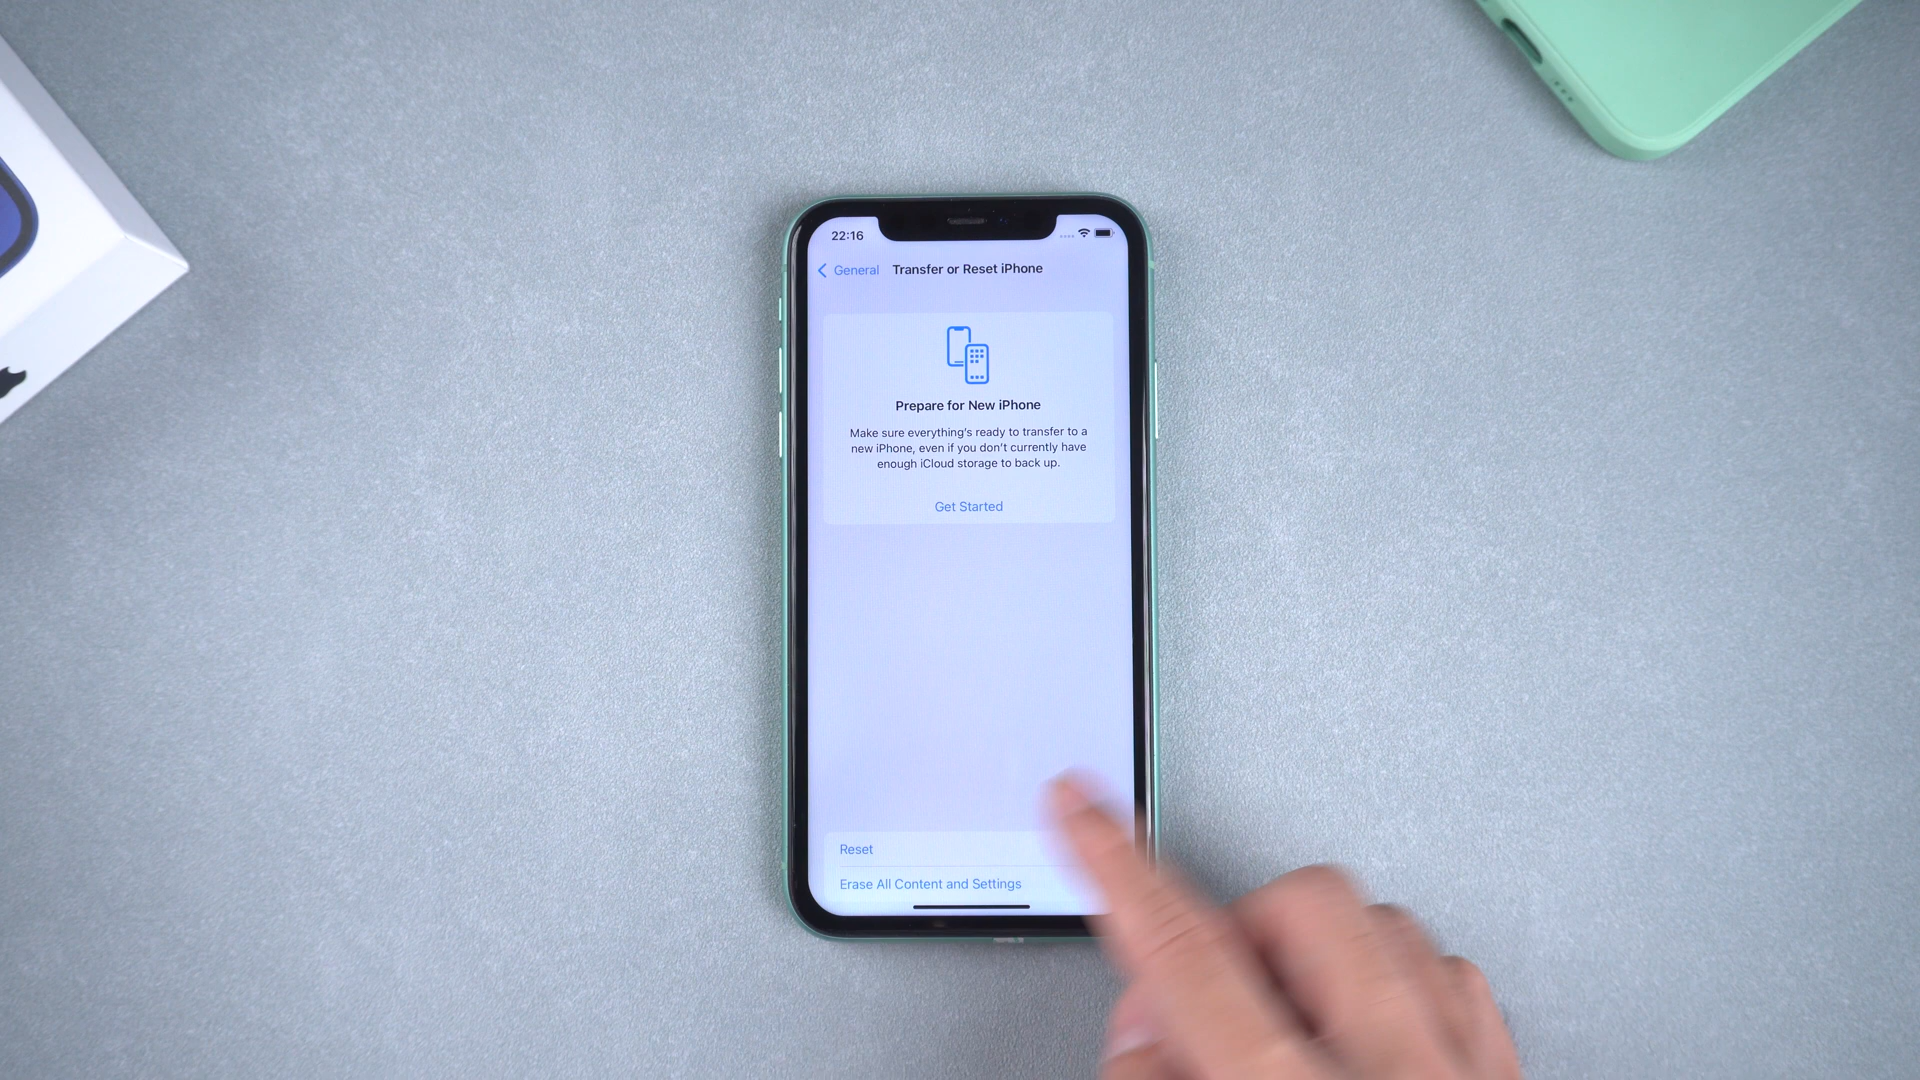 22:16
General
Transfer or Reset iPhone
Prepare for New iPhone
Make sure everything's ready to transfer to a
new iPhone, even if you don't currently have
enough iCloud storage to back up.
Get Started
Reset
Erase All Content and Settings